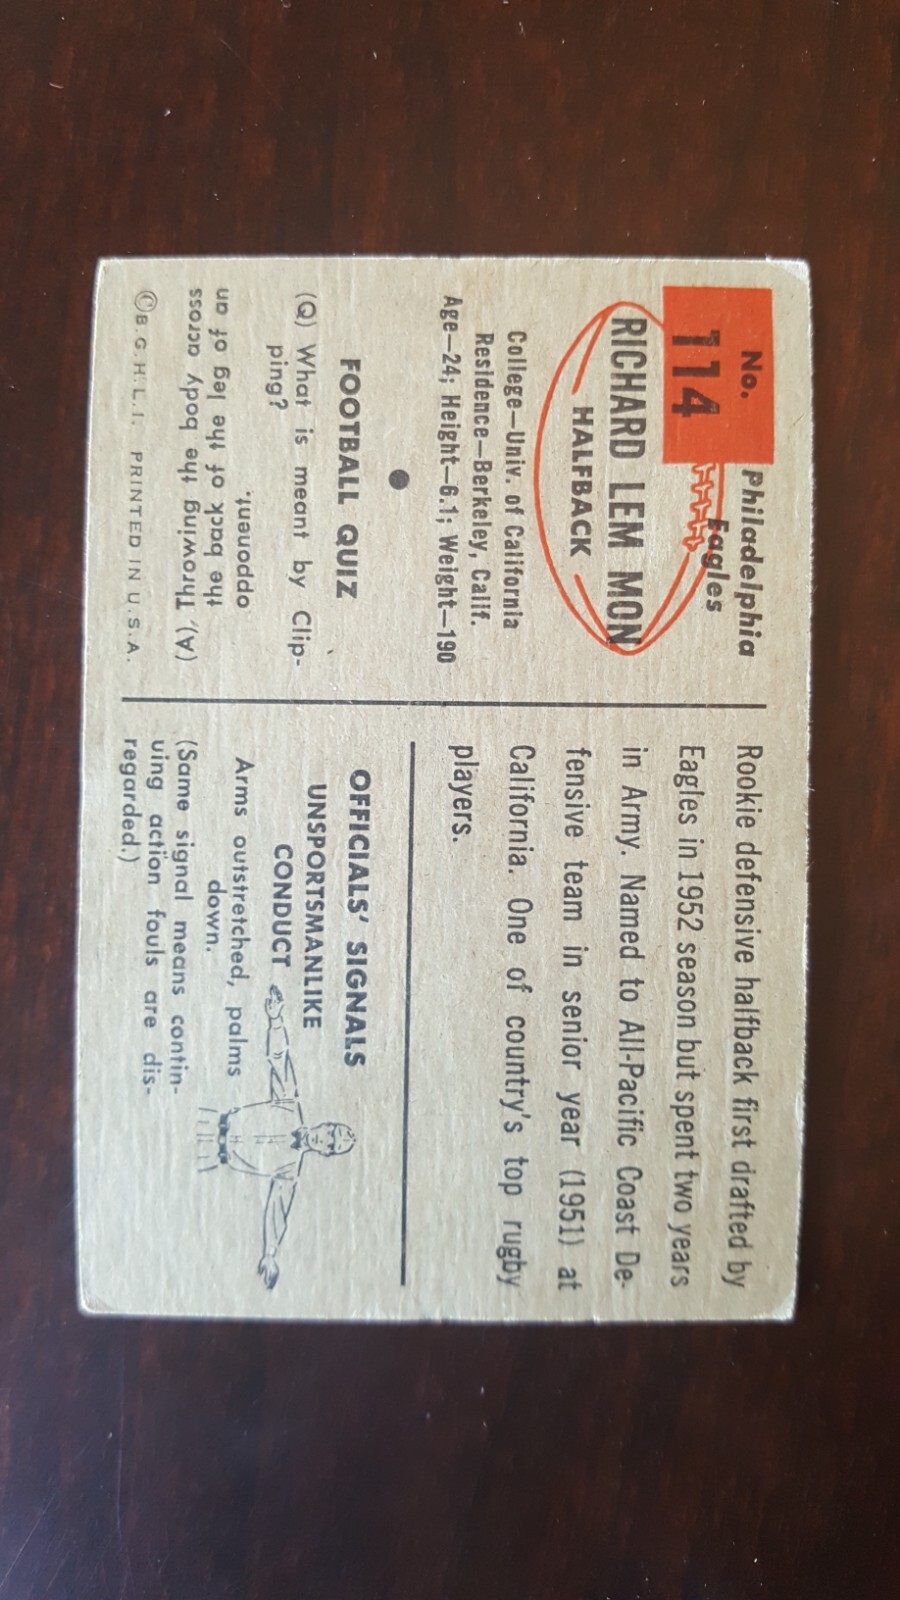 No.
114
Philadelphia
Eagles
RICHARD LEM MON
HALFBACK
College—Univ. of California
Residence—Berkeley, Calif.
Age—24; Height—6.1; Weight—190
FOOTBALL QUIZ
(Q) What is meant by Clip-
ping?
(A) Throwing the body across
the back of the leg of an
opponent.
©B.G.H.L.I. PRINTED IN U.S.A.
Rookie defensive halfback first drafted by
Eagles in 1952 season but spent two years
in Army. Named to All-Pacific Coast De-
fensive team in senior year (1951) at
California. One of country's top rugby
players.
OFFICIALS' SIGNALS
UNSPORTSMANLIKE
CONDUCT
Arms outstretched, palms
down.
(Same signal means contin-
uing action fouls are dis-
regarded.)